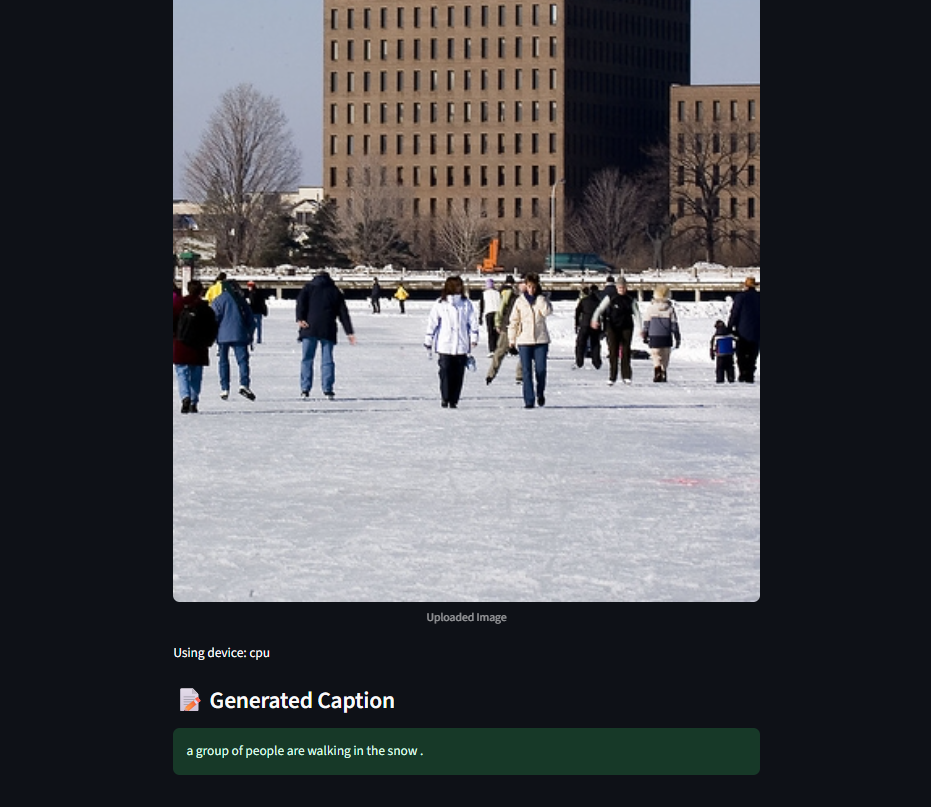 Uploaded Image
Using device: cpu
Generated Caption
a group of people are walking in the snow .